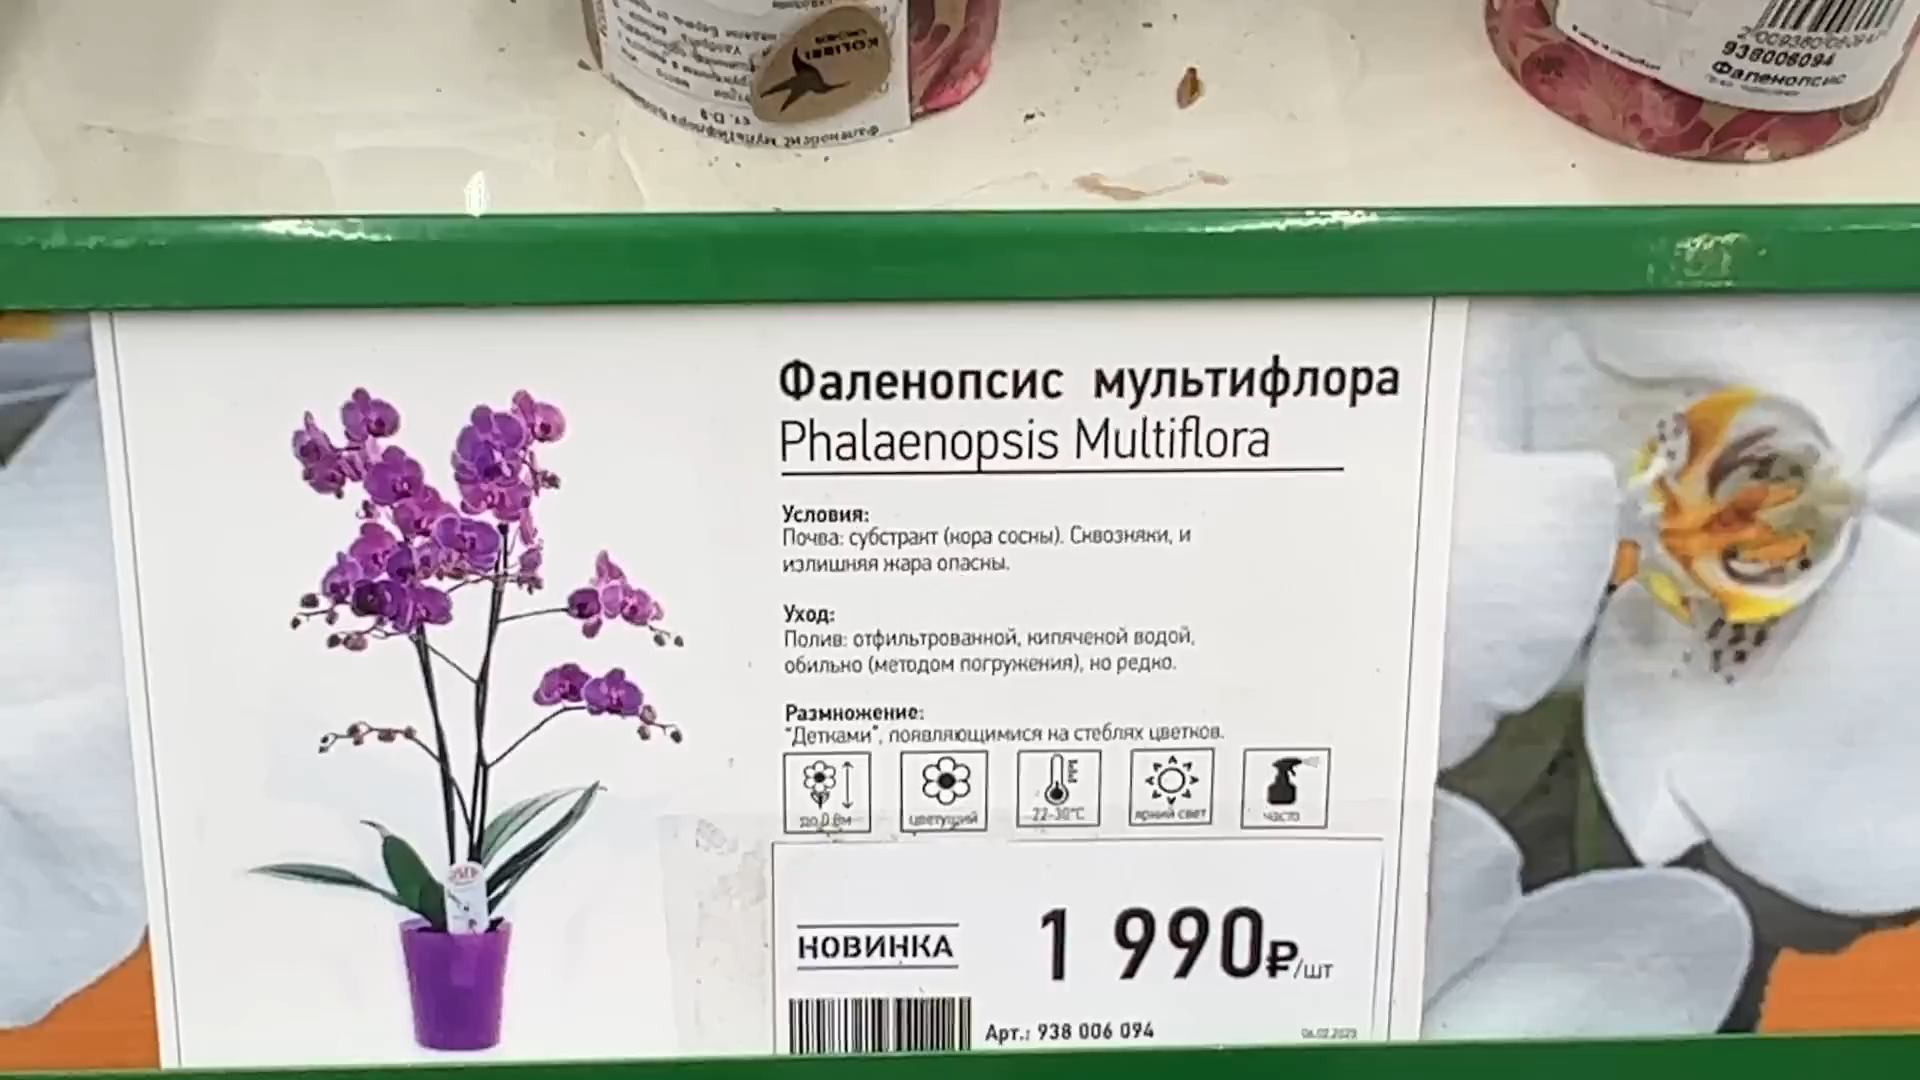 KOLIBRI
938006094
Фаленопсис
Фаленопсис мультифлора
Phalaenopsis Multiflora
Условия:
Почва: субстракт (кора сосны). Сквозняки, и
излишняя жара опасны.
Уход:
Полив: отфильтрованной, кипяченой водой,
обильно (методом погружения), но редко.
Размножение:
"Детками", появляющимися на стеблях цветков.
цветущий
22-30°C
яркий свет
часто
НОВИНКА
1 990₽/шт
Арт.: 938 006 094